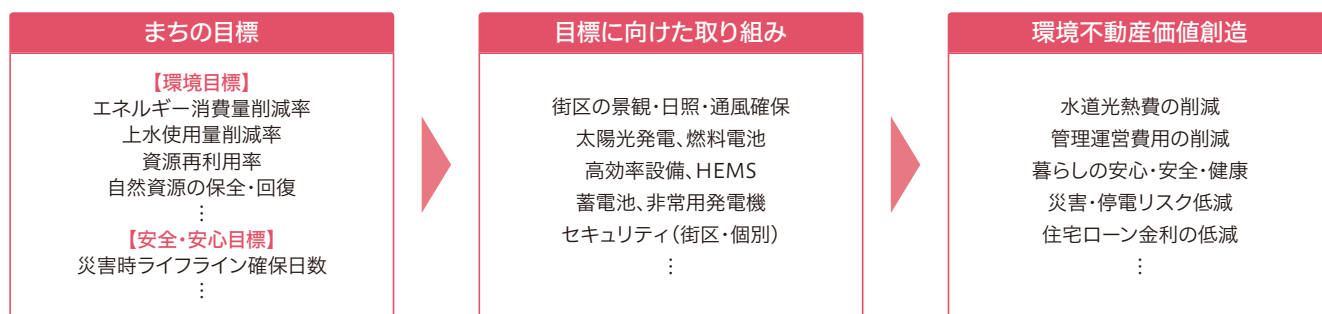 まちの目標
【環境目標】
エネルギー消費量削減率
上水使用量削減率
資源再利用率
自然資源の保全・回復
⋮
【安全・安心目標】
災害時ライフライン確保日数
⋮
目標に向けた取り組み
街区の景観・日照・通風確保
太陽光発電、燃料電池
高効率設備、HEMS
蓄電池、非常用発電機
セキュリティ（街区・個別）
⋮
環境不動産価値創造
水道光熱費の削減
管理運営費用の削減
暮らしの安心・安全・健康
災害・停電リスク低減
住宅ローン金利の低減
⋮